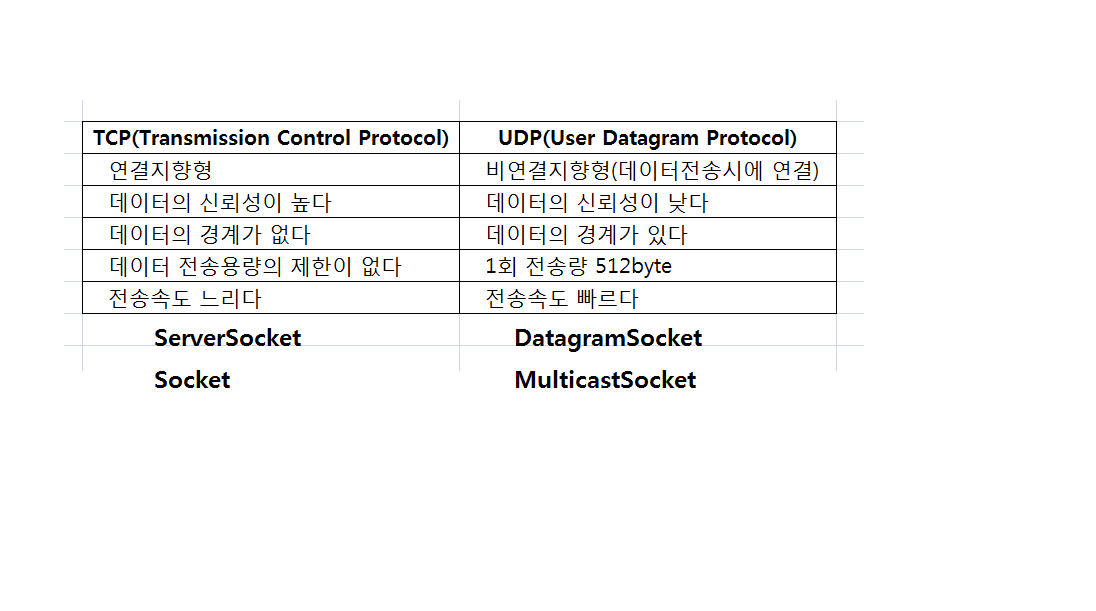 TCP(Transmission Control Protocol) UDP(User Datagram Protocol)
연결지향형 비연결지향형(데이터전송시에 연결)
데이터의 신뢰성이 높다 데이터의 신뢰성이 낮다
데이터의 경계가 없다 데이터의 경계가 있다
데이터 전송용량의 제한이 없다 1회 전송량 512byte
전송속도 느리다 전송속도 빠르다
ServerSocket DatagramSocket
Socket MulticastSocket